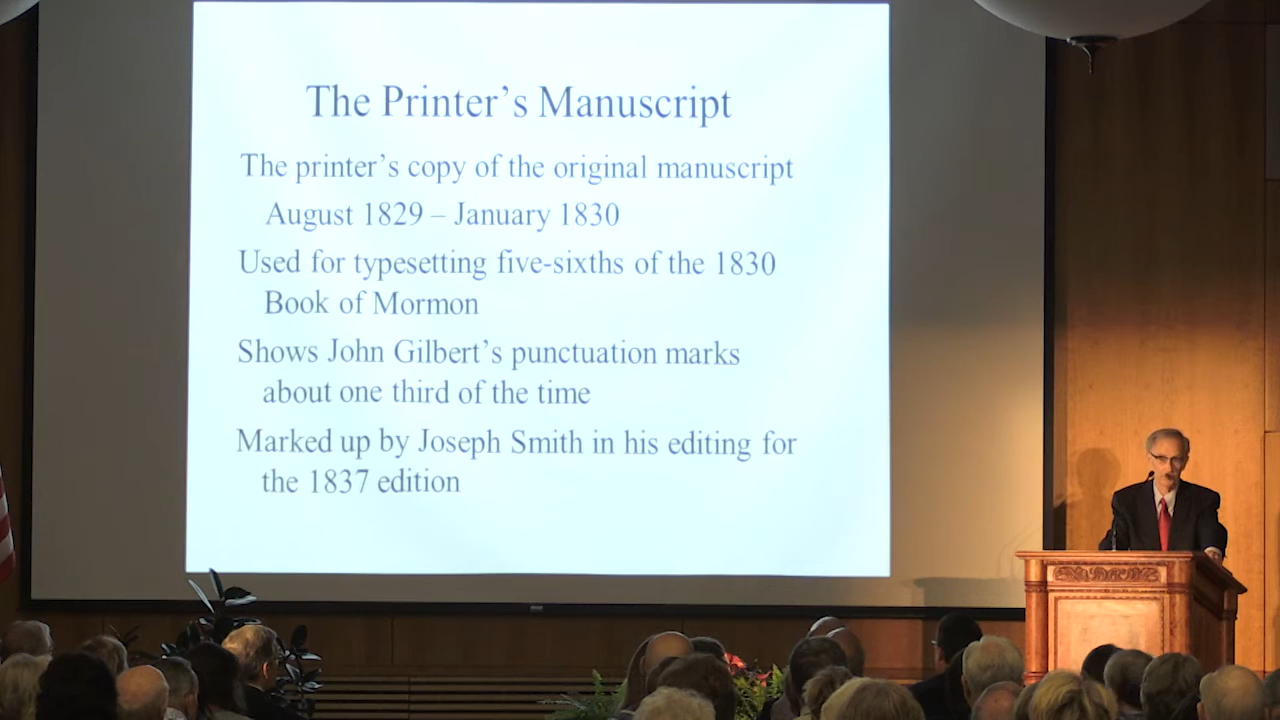 The Printer’s Manuscript
The printer’s copy of the original manuscript
August 1829 – January 1830
Used for typesetting five-sixths of the 1830
Book of Mormon
Shows John Gilbert’s punctuation marks
about one third of the time
Marked up by Joseph Smith in his editing for
the 1837 edition